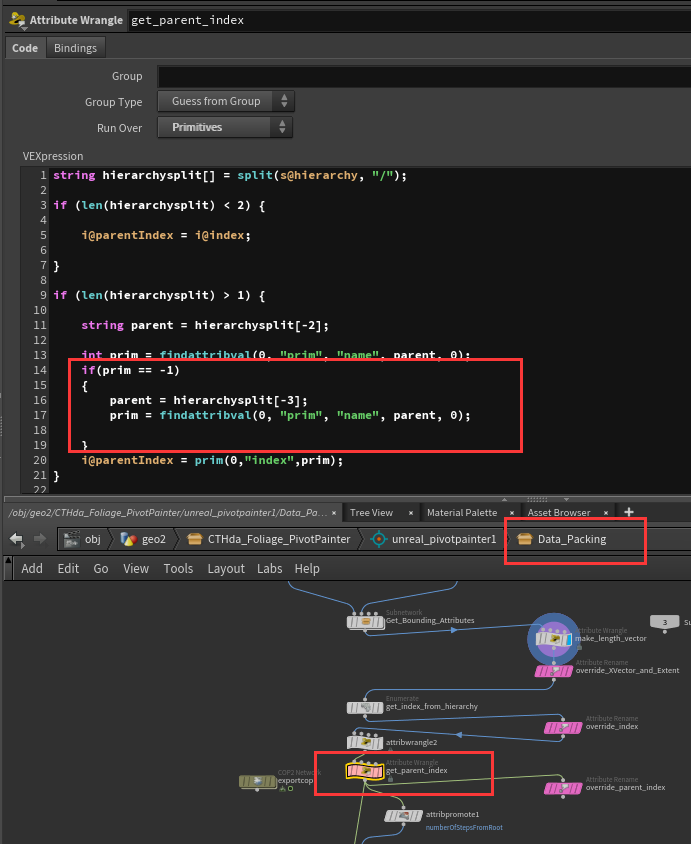 Attribute Wrangle get_parent_index
Code Bindings
Group
Group Type Guess from Group
Run Over Primitives
VEXpression
1 string hierarchysplit[] = split(s@hierarchy, "/");
2
3 if (len(hierarchysplit) < 2) {
4
5 i@parentIndex = i@index;
6
7 }
8
9 if (len(hierarchysplit) > 1) {
10
11 string parent = hierarchysplit[-2];
12
13 int prim = findattribval(0, "prim", "name", parent, 0);
14 if(prim == -1)
15 {
16 parent = hierarchysplit[-3];
17 prim = findattribval(0, "prim", "name", parent, 0);
18
19 }
20 i@parentIndex = prim(0,"index",prim);
21 }
22
/obj/geo2/CTHda_Foliage_PivotPainter/unreal_pivotpainter1/Data_Pa... × Tree View × Material Palette × Asset Browser × +
obj geo2 CTHda_Foliage_PivotPainter unreal_pivotpainter1 Data_Packing
Add Edit Go View Tools Layout Labs Help
Subnetwork
Get_Bounding_Attributes
3 Su
Attribute Wrangle
make_length_vector
Attribute Rename
override_XVector_and_Extent
Enumerate
get_index_from_hierarchy
Attribute Rename
override_index
attribwrangle2
Attribute Wrangle
get_parent_index
COP2 Network
exportcop
Attribute Rename
override_parent_index
attribpromote1
numberOfStepsFromRoot